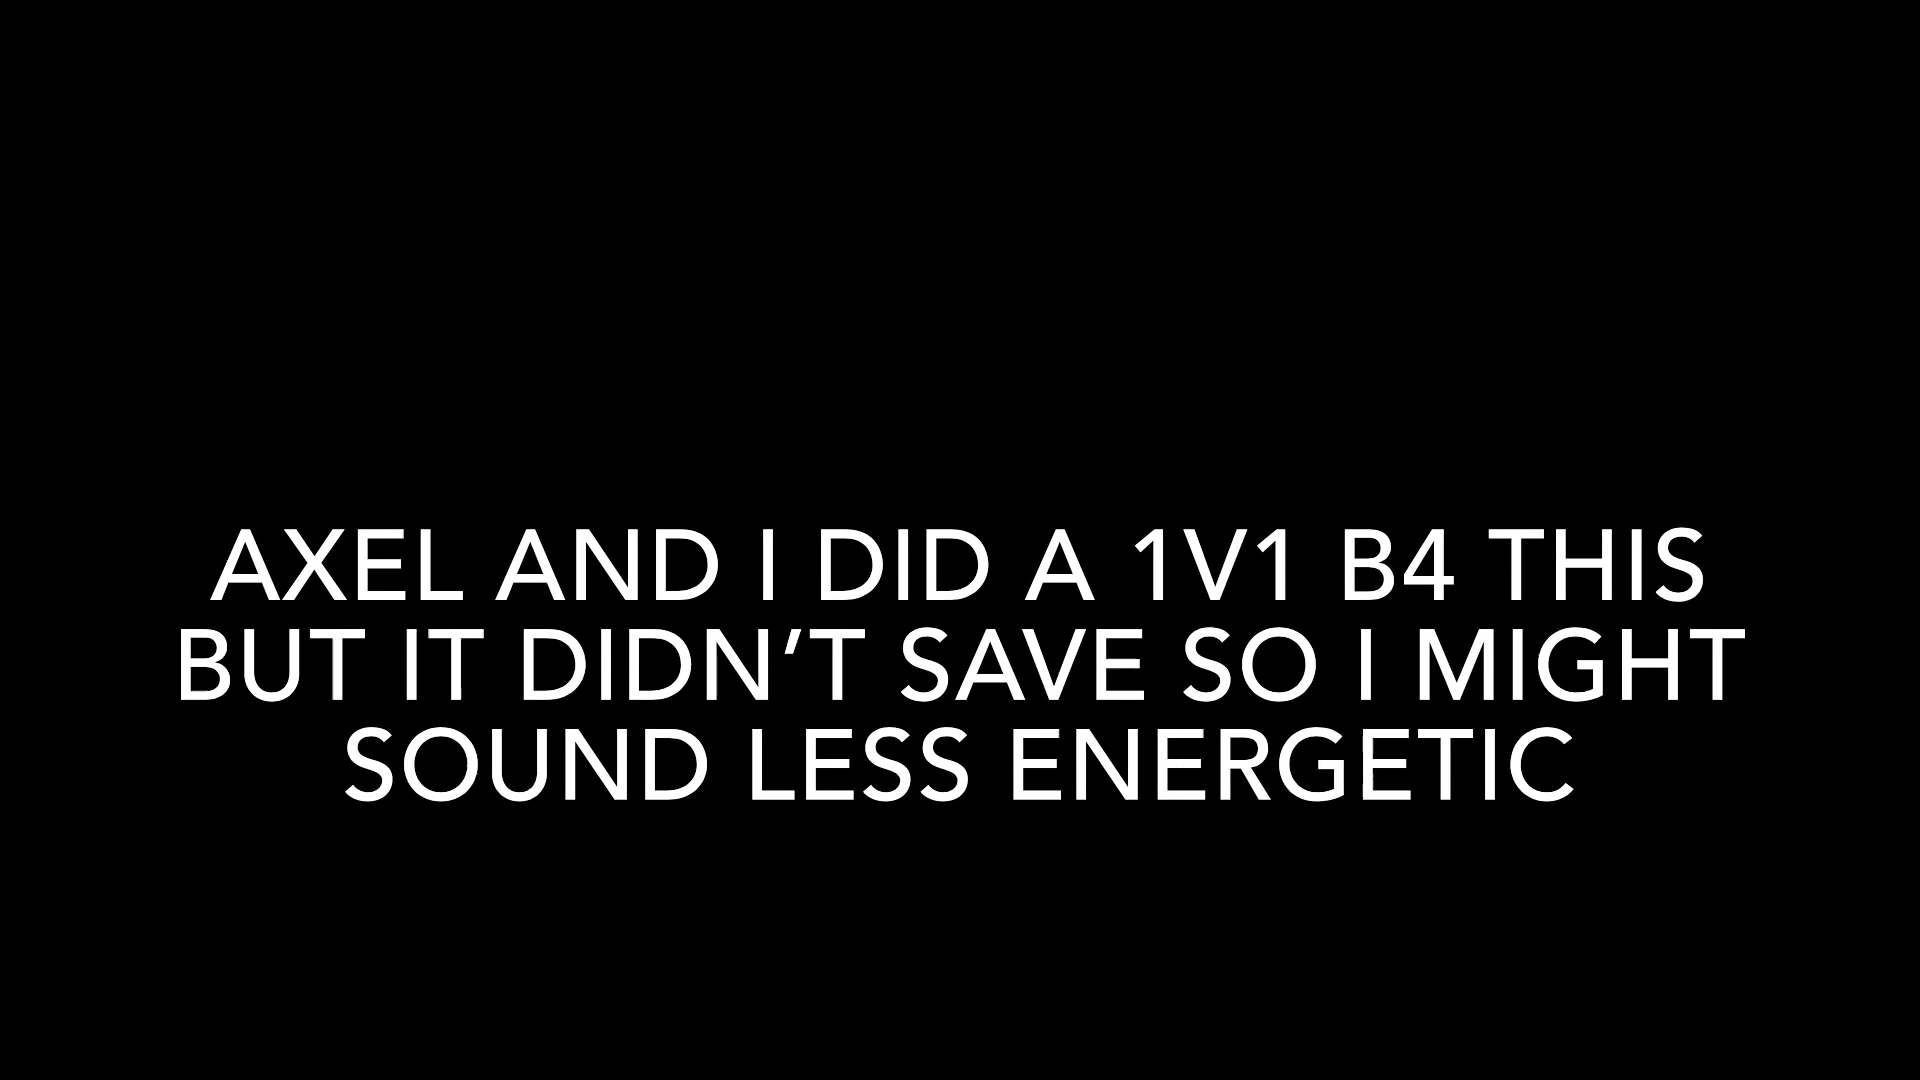 AXEL AND I DID A 1V1 B4 THIS
BUT IT DIDN’T SAVE SO I MIGHT
SOUND LESS ENERGETIC